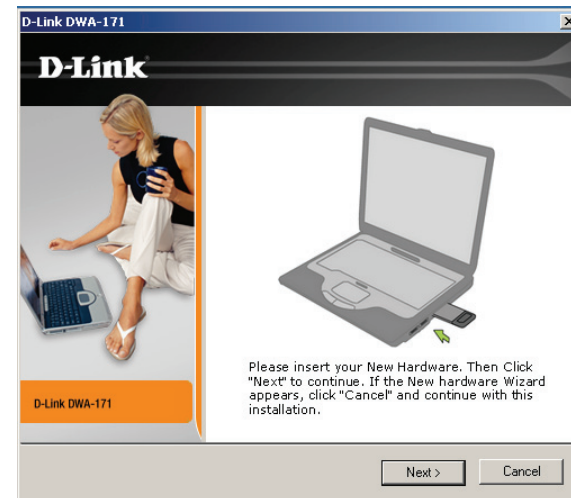 D-Link DWA-171
D-Link
Please insert your New Hardware. Then Click
"Next" to continue. If the New hardware Wizard
appears, click "Cancel" and continue with this
installation.
D-Link DWA-171
Next >
Cancel